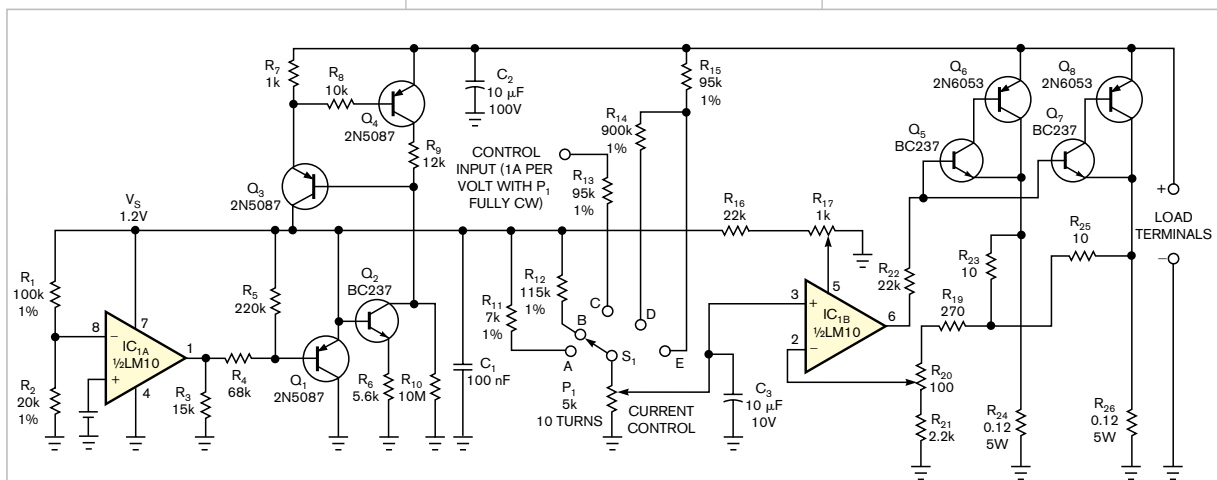 R7
1k
R8
10k
Q4
2N5087
C2
10 μF
100V
R9
12k
Q3
2N5087
VS
1.2V
CONTROL
INPUT (1A PER
VOLT WITH P1
FULLY CW)
R13
95k
1%
R14
900k
1%
R15
95k
1%
Q6
2N6053
Q8
2N6053
Q5
BC237
Q7
BC237
+
LOAD
TERMINALS
−
R1
100k
1%
R2
20k
1%
8
−
+
IC1A
½LM10
7
4
1
R3
15k
R4
68k
R5
220k
Q1
2N5087
Q2
BC237
R6
5.6k
R10
10M
C1
100 nF
R11
7k
1%
R12
115k
1%
A
B
C
D
E
S1
P1
5k
10 TURNS
CURRENT
CONTROL
C3
10 μF
10V
R16
22k
R17
1k
3
+
2
−
5
IC1B
½LM10
6
R22
22k
R19
270
R20
100
R21
2.2k
R23
10
R25
10
R24
0.12
5W
R26
0.12
5W